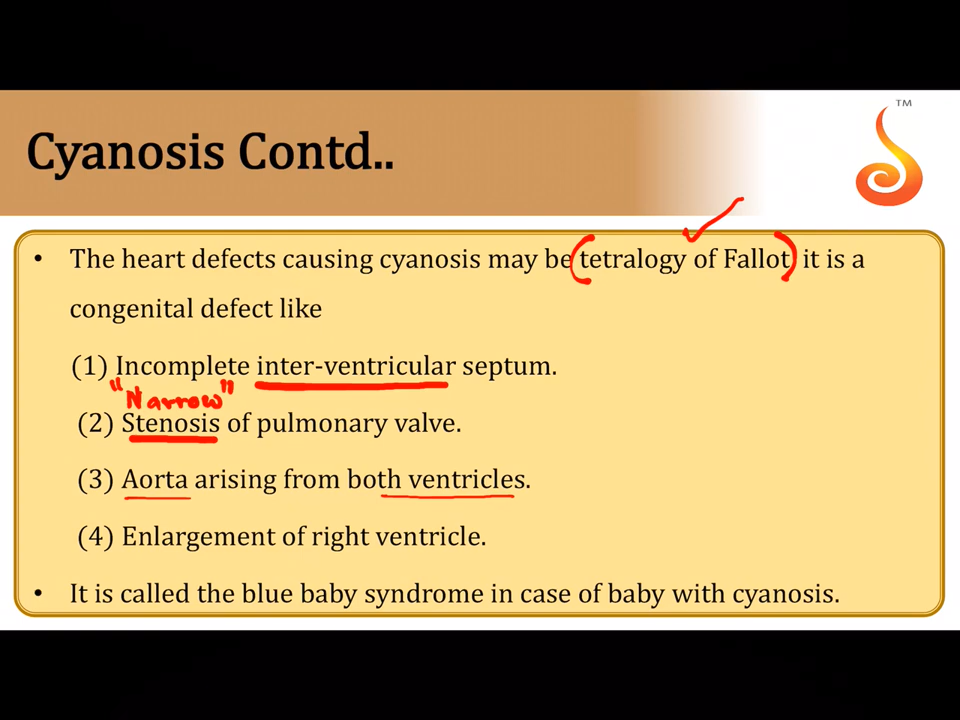 TM
Cyanosis Contd..
• The heart defects causing cyanosis may be (tetralogy of Fallot) it is a
congenital defect like
(1) Incomplete inter-ventricular septum.
"Narrow"
(2) Stenosis of pulmonary valve.
(3) Aorta arising from both ventricles.
(4) Enlargement of right ventricle.
• It is called the blue baby syndrome in case of baby with cyanosis.